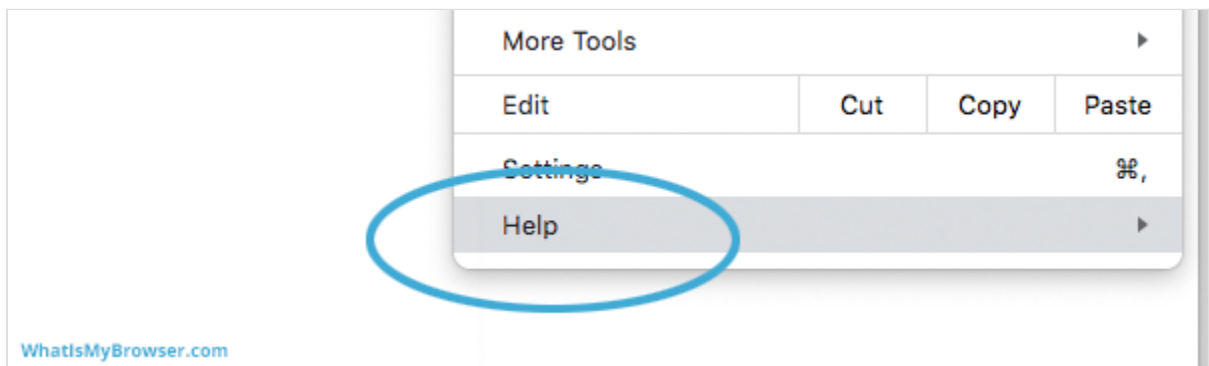 More Tools
Edit Cut Copy Paste
Settings ⌘,
Help
WhatIsMyBrowser.com